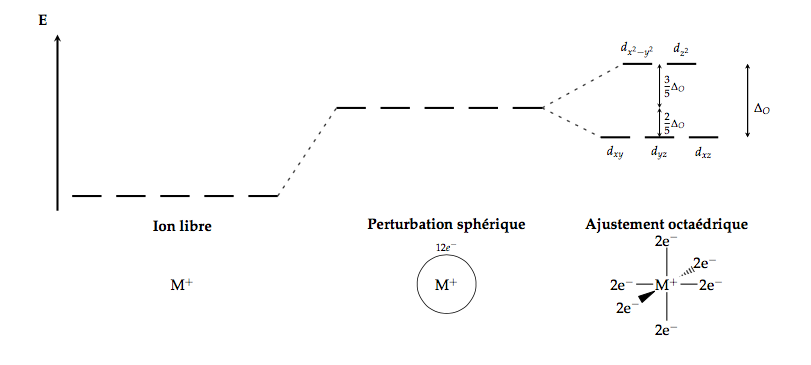 E
d_{x²−y²} d_{z²}
3/5 Δ_O
Δ_O
2/5 Δ_O
d_{xy} d_{yz} d_{xz}
Ion libre
Perturbation sphérique
Ajustement octaédrique
M⁺
12e⁻
M⁺
2e⁻
2e⁻
2e⁻ M⁺ 2e⁻
2e⁻
2e⁻